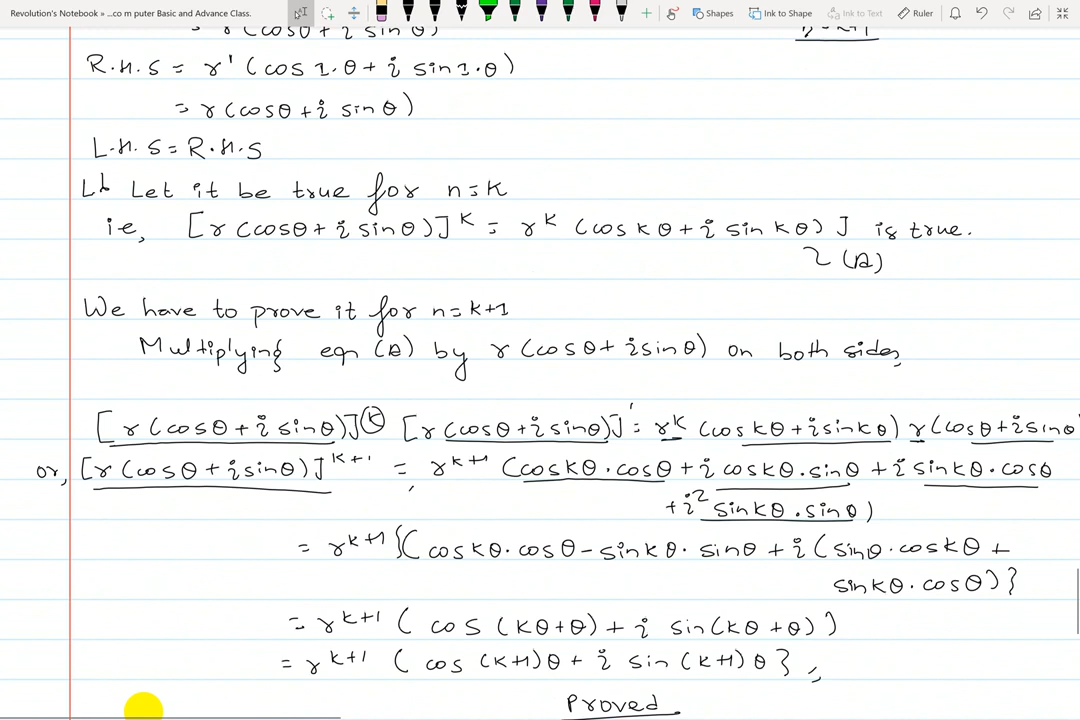 Revolution's Notebook » ...co m puter Basic and Advance Class.
Shapes Ink to Shape Ink to Text Ruler
= r (cosθ + i sin θ)
n = k+1
R.H.S = r¹ (cos 1.θ + i sin 1.θ)
= r (cosθ + i sin θ)
L.H.S = R.H.S
Let it be true for n = k
ie, [r (cosθ + i sinθ)]^k = r^k (cos kθ + i sin kθ) ] is true.
(A)
We have to prove it for n = k+1
Multiplying eqn (A) by r (cosθ + i sinθ) on both sides,
[r (cosθ + i sinθ)]^k [r (cosθ + i sinθ)]' = r^k (cos kθ + i sin kθ) r (cosθ + i sinθ
or, [r (cosθ + i sinθ)]^k+1 = r^k+1 (cos kθ . cosθ + i cos kθ . sinθ + i sin kθ . cosθ
+ i² sin kθ . sinθ)
= r^k+1 {( cos kθ . cosθ - sin kθ . sinθ + i (sinθ . cos kθ +
sin kθ . cosθ)}
= r^k+1 ( cos (kθ + θ) + i sin (kθ + θ) )
= r^k+1 ( cos (k+1)θ + i sin (k+1)θ },
Proved